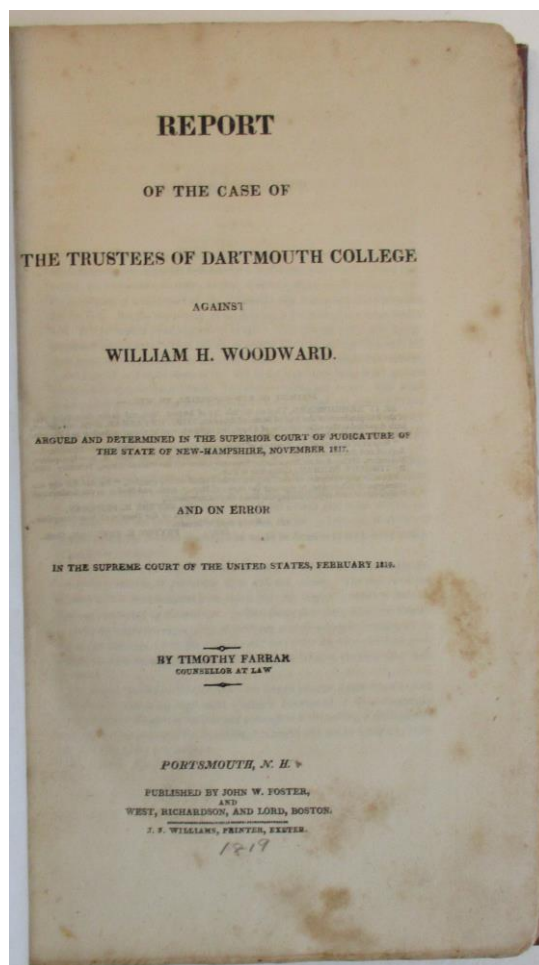 REPORT
OF THE CASE OF
THE TRUSTEES OF DARTMOUTH COLLEGE
AGAINST
WILLIAM H. WOODWARD.
ARGUED AND DETERMINED IN THE SUPERIOR COURT OF JUDICATURE OF
THE STATE OF NEW-HAMPSHIRE, NOVEMBER 1817.
AND ON ERROR
IN THE SUPREME COURT OF THE UNITED STATES, FEBRUARY 1819.
BY TIMOTHY FARRAR
COUNSELLOR AT LAW
PORTSMOUTH, N. H.
PUBLISHED BY JOHN W. FOSTER,
AND
WEST, RICHARDSON, AND LORD, BOSTON.
J. J. WILLIAMS, PRINTER, EXETER.
1819